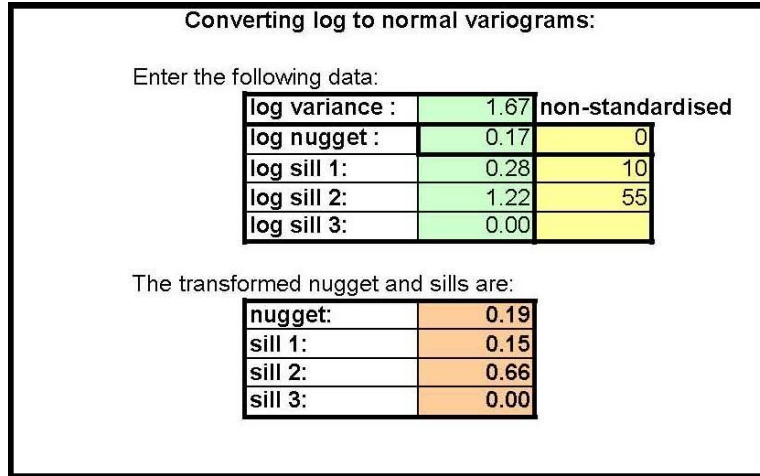 Converting log to normal variograms:
Enter the following data:
log variance : 1.67 non-standardised
log nugget : 0.17 0
log sill 1: 0.28 10
log sill 2: 1.22 55
log sill 3: 0.00
The transformed nugget and sills are:
nugget: 0.19
sill 1: 0.15
sill 2: 0.66
sill 3: 0.00